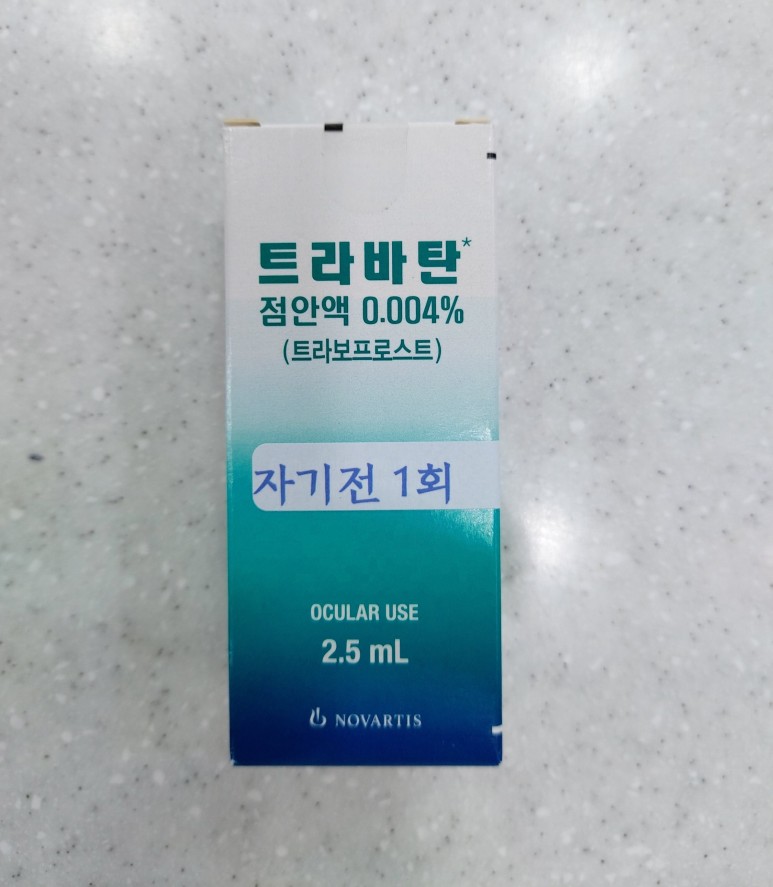 트라바탄*
점안액 0.004%
(트라보프로스트)
자기전 1회
OCULAR USE
2.5 mL
NOVARTIS